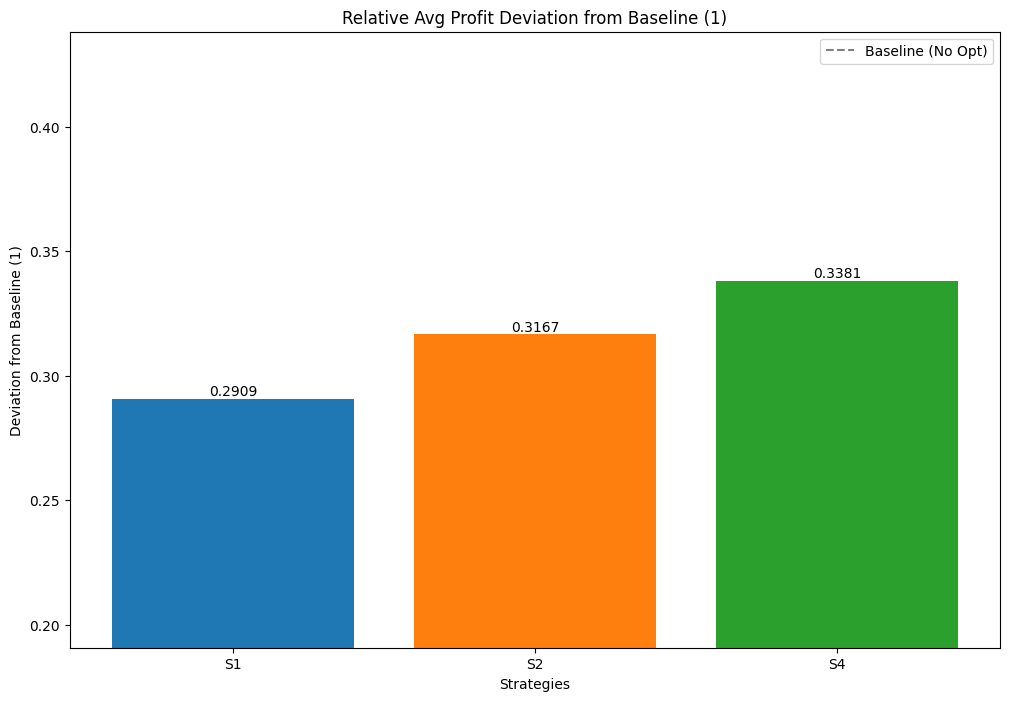 Relative Avg Profit Deviation from Baseline (1)
Baseline (No Opt)
Deviation from Baseline (1)
0.40
0.35
0.30
0.25
0.20
0.2909
0.3167
0.3381
S1
S2
S4
Strategies